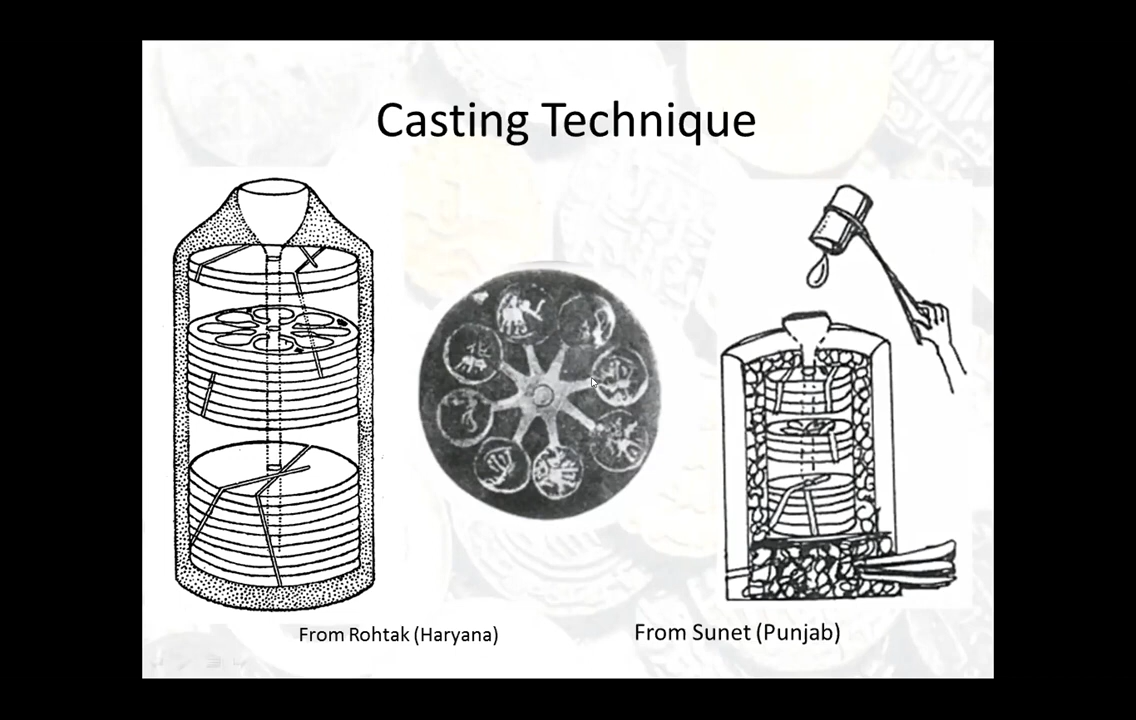 Casting Technique
From Rohtak (Haryana)
From Sunet (Punjab)